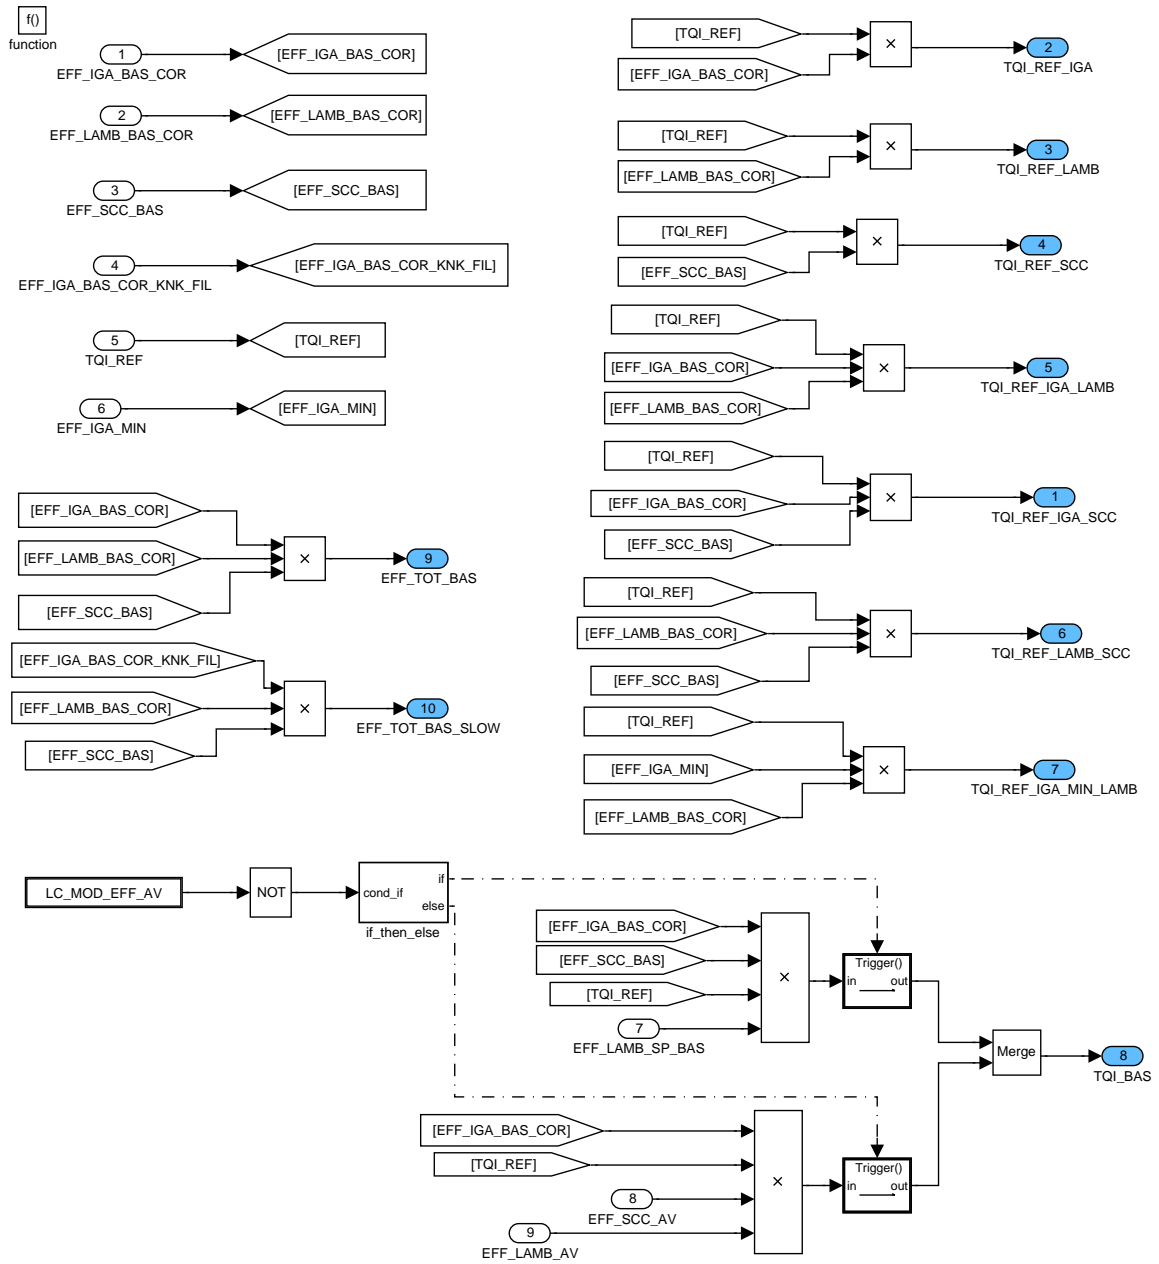 f()
function
1
EFF_IGA_BAS_COR
[EFF_IGA_BAS_COR]
2
EFF_LAMB_BAS_COR
[EFF_LAMB_BAS_COR]
3
EFF_SCC_BAS
[EFF_SCC_BAS]
4
EFF_IGA_BAS_COR_KNK_FIL
[EFF_IGA_BAS_COR_KNK_FIL]
5
TQI_REF
[TQI_REF]
6
EFF_IGA_MIN
[EFF_IGA_MIN]
[EFF_IGA_BAS_COR]
[EFF_LAMB_BAS_COR]
[EFF_SCC_BAS]
×
9
EFF_TOT_BAS
[EFF_IGA_BAS_COR_KNK_FIL]
[EFF_LAMB_BAS_COR]
[EFF_SCC_BAS]
×
10
EFF_TOT_BAS_SLOW
[TQI_REF]
[EFF_IGA_BAS_COR]
×
2
TQI_REF_IGA
[TQI_REF]
[EFF_LAMB_BAS_COR]
×
3
TQI_REF_LAMB
[TQI_REF]
[EFF_SCC_BAS]
×
4
TQI_REF_SCC
[TQI_REF]
[EFF_IGA_BAS_COR]
[EFF_LAMB_BAS_COR]
×
5
TQI_REF_IGA_LAMB
[TQI_REF]
[EFF_IGA_BAS_COR]
[EFF_SCC_BAS]
×
1
TQI_REF_IGA_SCC
[TQI_REF]
[EFF_LAMB_BAS_COR]
[EFF_SCC_BAS]
×
6
TQI_REF_LAMB_SCC
[TQI_REF]
[EFF_IGA_MIN]
[EFF_LAMB_BAS_COR]
×
7
TQI_REF_IGA_MIN_LAMB
LC_MOD_EFF_AV
NOT
cond_if
if
else
if_then_else
[EFF_IGA_BAS_COR]
[EFF_SCC_BAS]
[TQI_REF]
7
EFF_LAMB_SP_BAS
×
Trigger()
in
out
Merge
8
TQI_BAS
[EFF_IGA_BAS_COR]
[TQI_REF]
8
EFF_SCC_AV
9
EFF_LAMB_AV
×
Trigger()
in
out